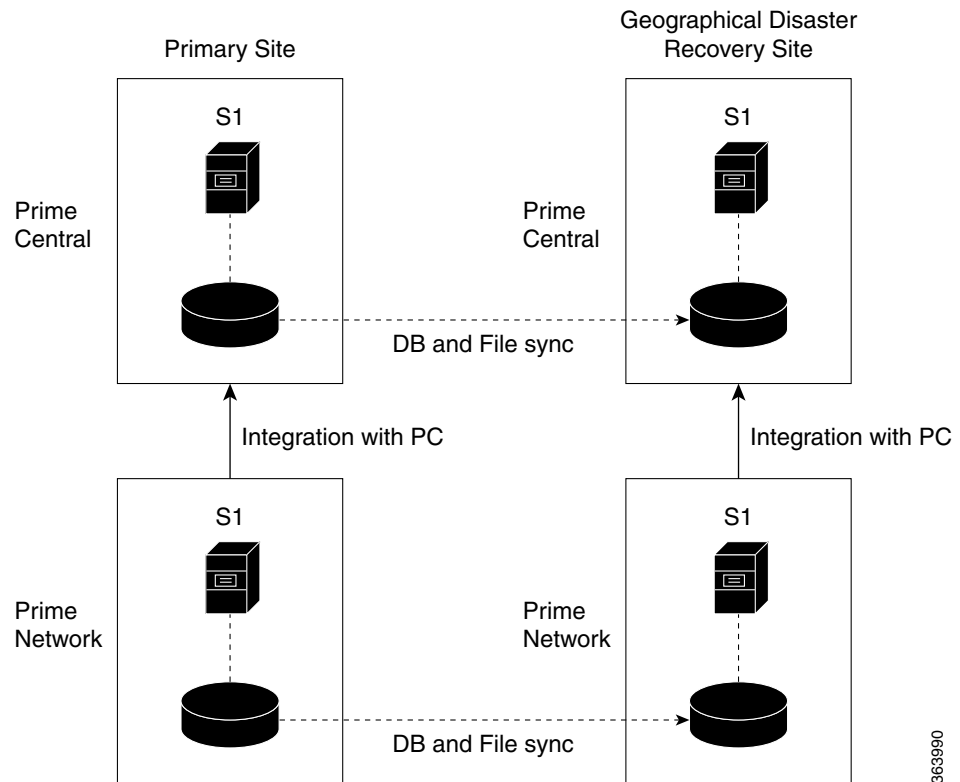 Primary Site
Geographical Disaster
Recovery Site
S1
S1
Prime
Central
Prime
Central
DB and File sync
Integration with PC
Integration with PC
S1
S1
Prime
Network
Prime
Network
DB and File sync
363990